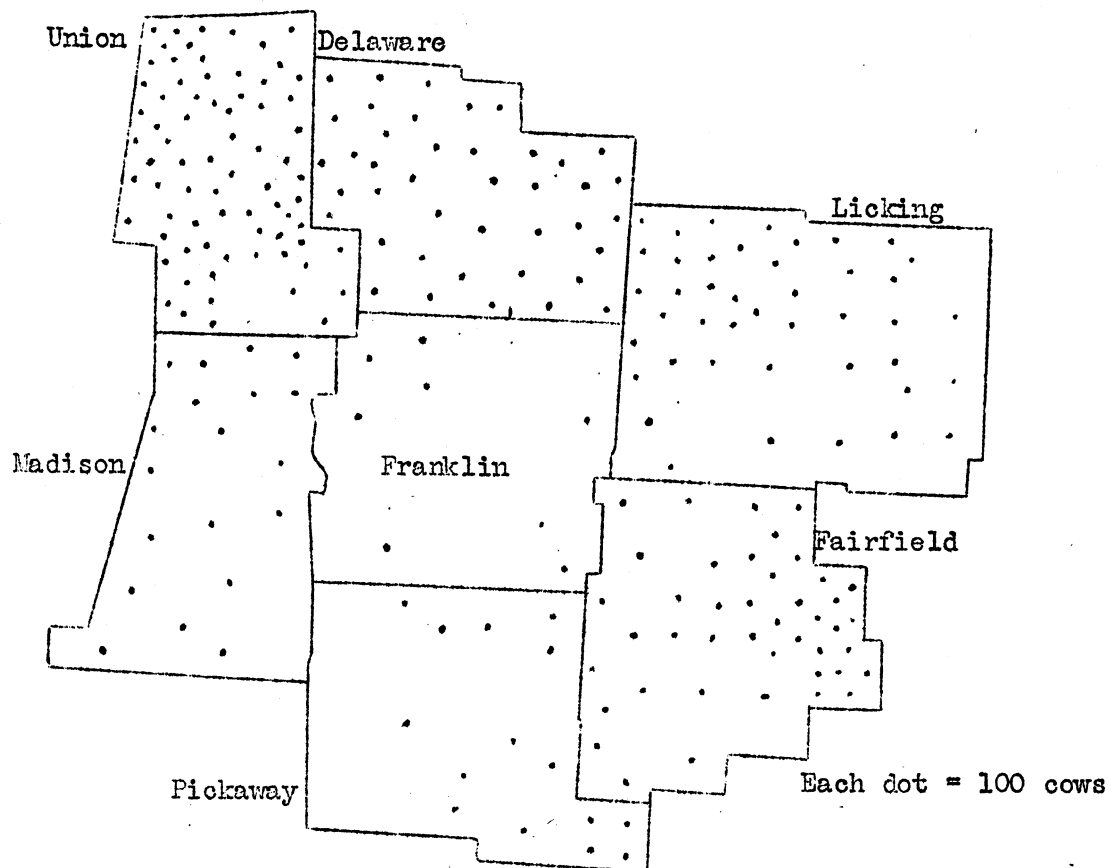 Union
Delaware
Licking
Madison
Franklin
Fairfield
Pickaway
Each dot = 100 cows